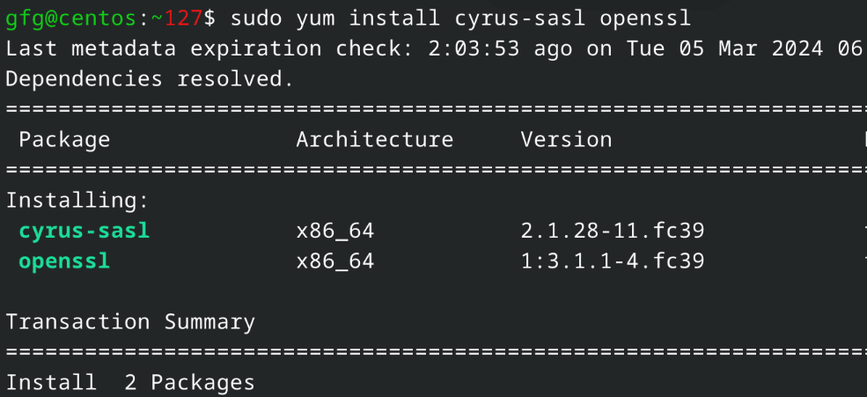 gfg@centos:~127$ sudo yum install cyrus-sasl openssl
Last metadata expiration check: 2:03:53 ago on Tue 05 Mar 2024 06
Dependencies resolved.
================================================================
Package Architecture Version
================================================================
Installing:
cyrus-sasl x86_64 2.1.28-11.fc39
openssl x86_64 1:3.1.1-4.fc39
Transaction Summary
================================================================
Install 2 Packages